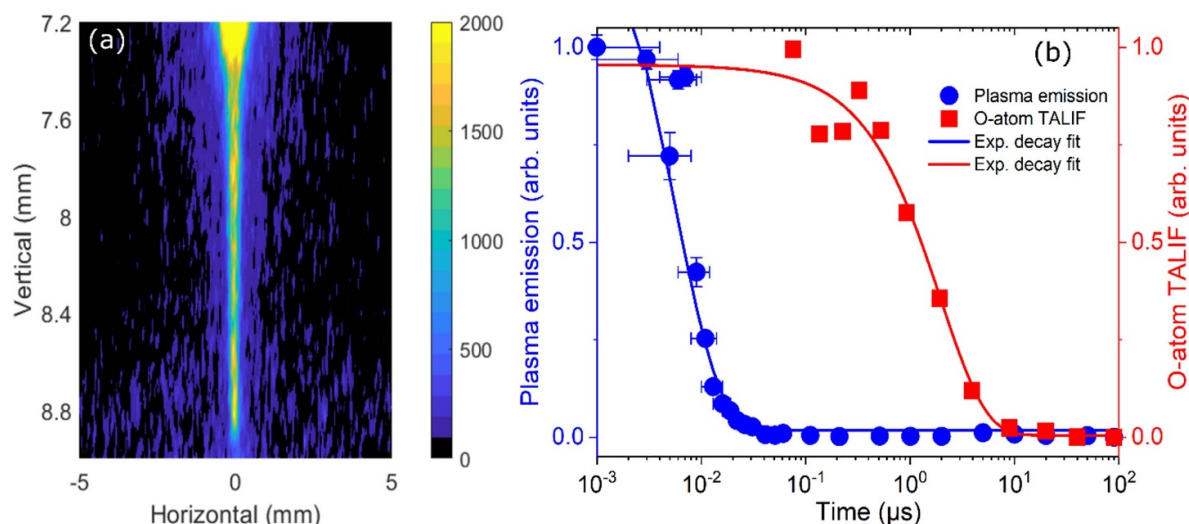 (a)
7.2
7.6
8
8.4
8.8
Vertical (mm)
-5
0
5
Horizontal (mm)
2000
1500
1000
500
0
(b)
Plasma emission
O-atom TALIF
Exp. decay fit
Exp. decay fit
1.0
0.5
0.0
Plasma emission (arb. units)
1.0
0.5
0.0
O-atom TALIF (arb. units)
10-3
10-2
10-1
100
101
102
Time (µs)